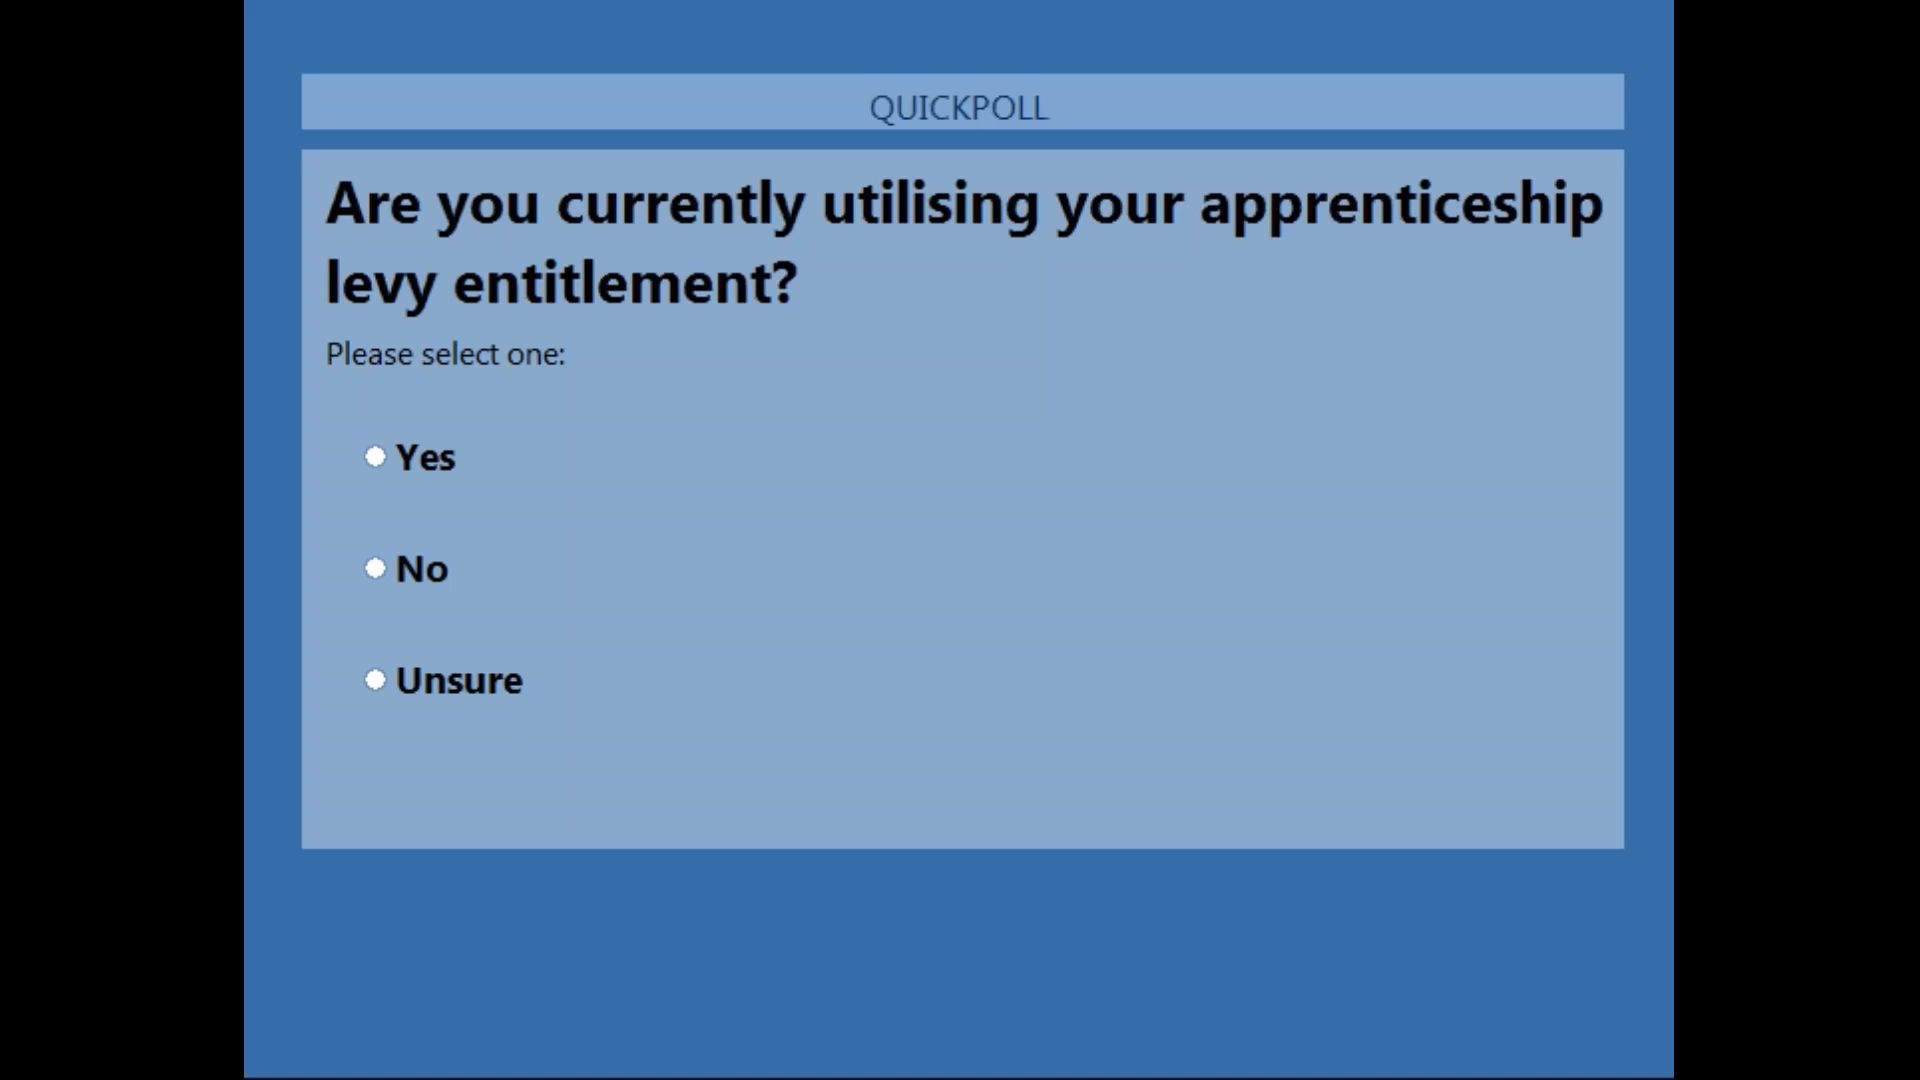 QUICKPOLL
Are you currently utilising your apprenticeship
levy entitlement?
Please select one:
Yes
No
Unsure